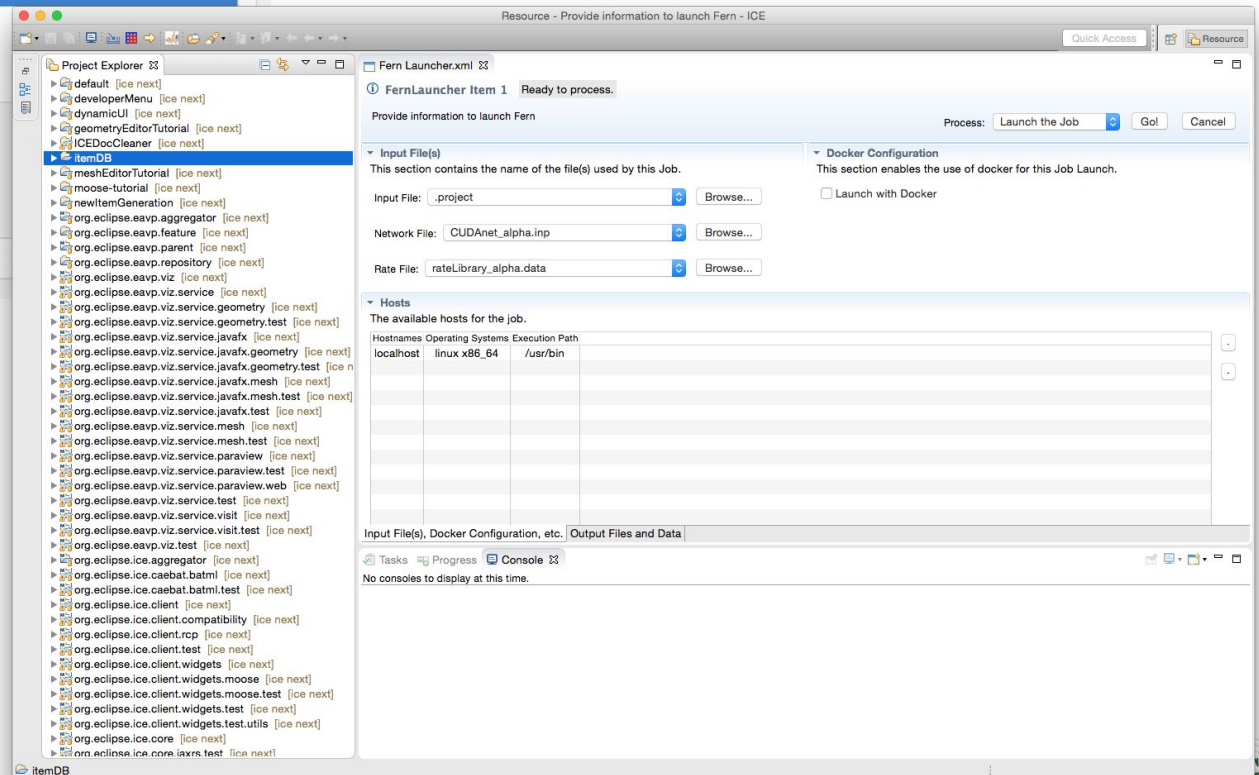 Resource - Provide information to launch Fern - ICE
Quick Access
Resource
Project Explorer
default [ice next]
developerMenu [ice next]
dynamicUI [ice next]
geometryEditorTutorial [ice next]
ICEDocCleaner [ice next]
itemDB
meshEditorTutorial [ice next]
moose-tutorial [ice next]
newItemGeneration [ice next]
org.eclipse.eavp.aggregator [ice next]
org.eclipse.eavp.feature [ice next]
org.eclipse.eavp.parent [ice next]
org.eclipse.eavp.repository [ice next]
org.eclipse.eavp.viz [ice next]
org.eclipse.eavp.viz.service [ice next]
org.eclipse.eavp.viz.service.geometry [ice next]
org.eclipse.eavp.viz.service.geometry.test [ice next]
org.eclipse.eavp.viz.service.javafx [ice next]
org.eclipse.eavp.viz.service.javafx.geometry [ice next]
org.eclipse.eavp.viz.service.javafx.geometry.test [ice n
org.eclipse.eavp.viz.service.javafx.mesh [ice next]
org.eclipse.eavp.viz.service.javafx.mesh.test [ice next]
org.eclipse.eavp.viz.service.javafx.test [ice next]
org.eclipse.eavp.viz.service.mesh [ice next]
org.eclipse.eavp.viz.service.mesh.test [ice next]
org.eclipse.eavp.viz.service.paraview [ice next]
org.eclipse.eavp.viz.service.paraview.test [ice next]
org.eclipse.eavp.viz.service.paraview.web [ice next]
org.eclipse.eavp.viz.service.test [ice next]
org.eclipse.eavp.viz.service.visit [ice next]
org.eclipse.eavp.viz.service.visit.test [ice next]
org.eclipse.eavp.viz.test [ice next]
org.eclipse.ice.aggregator [ice next]
org.eclipse.ice.caebat.batml [ice next]
org.eclipse.ice.caebat.batml.test [ice next]
org.eclipse.ice.client [ice next]
org.eclipse.ice.client.compatibility [ice next]
org.eclipse.ice.client.rcp [ice next]
org.eclipse.ice.client.test [ice next]
org.eclipse.ice.client.widgets [ice next]
org.eclipse.ice.client.widgets.moose [ice next]
org.eclipse.ice.client.widgets.moose.test [ice next]
org.eclipse.ice.client.widgets.test [ice next]
org.eclipse.ice.client.widgets.test.utils [ice next]
org.eclipse.ice.core [ice next]
org.eclipse.ice.core.iaxrs.test [ice next]
Fern Launcher.xml
FernLauncher Item 1 Ready to process.
Provide information to launch Fern
Process: Launch the Job Go! Cancel
Input File(s)
This section contains the name of the file(s) used by this Job.
Input File: .project Browse...
Network File: CUDAnet_alpha.inp Browse...
Rate File: rateLibrary_alpha.data Browse...
Docker Configuration
This section enables the use of docker for this Job Launch.
Launch with Docker
Hosts
The available hosts for the job.
Hostnames Operating Systems Execution Path
localhost linux x86_64 /usr/bin
.
.
Input File(s), Docker Configuration, etc. Output Files and Data
Tasks Progress Console
No consoles to display at this time.
itemDB